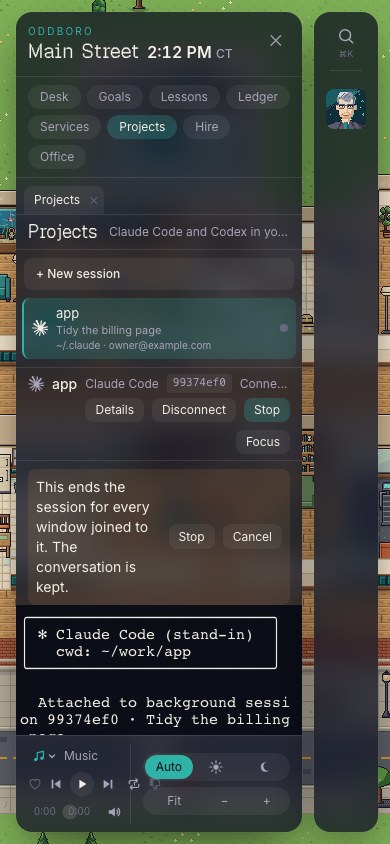 ODDBORO
Main Street 2:12 PM CT
⌘K
Desk Goals Lessons Ledger
Services Projects Hire
Office
Projects ×
Projects Claude Code and Codex in yo…
+ New session
app
Tidy the billing page
~/.claude · owner@example.com
app Claude Code 99374ef0 Conne…
Details Disconnect Stop
Focus
This ends the
session for every
window joined to
it. The
conversation is
kept.
Stop Cancel
✻ Claude Code (stand-in)
cwd: ~/work/app
Attached to background sessi
on 99374ef0 · Tidy the billing
Music
Auto
0:00 0:00
Fit − +